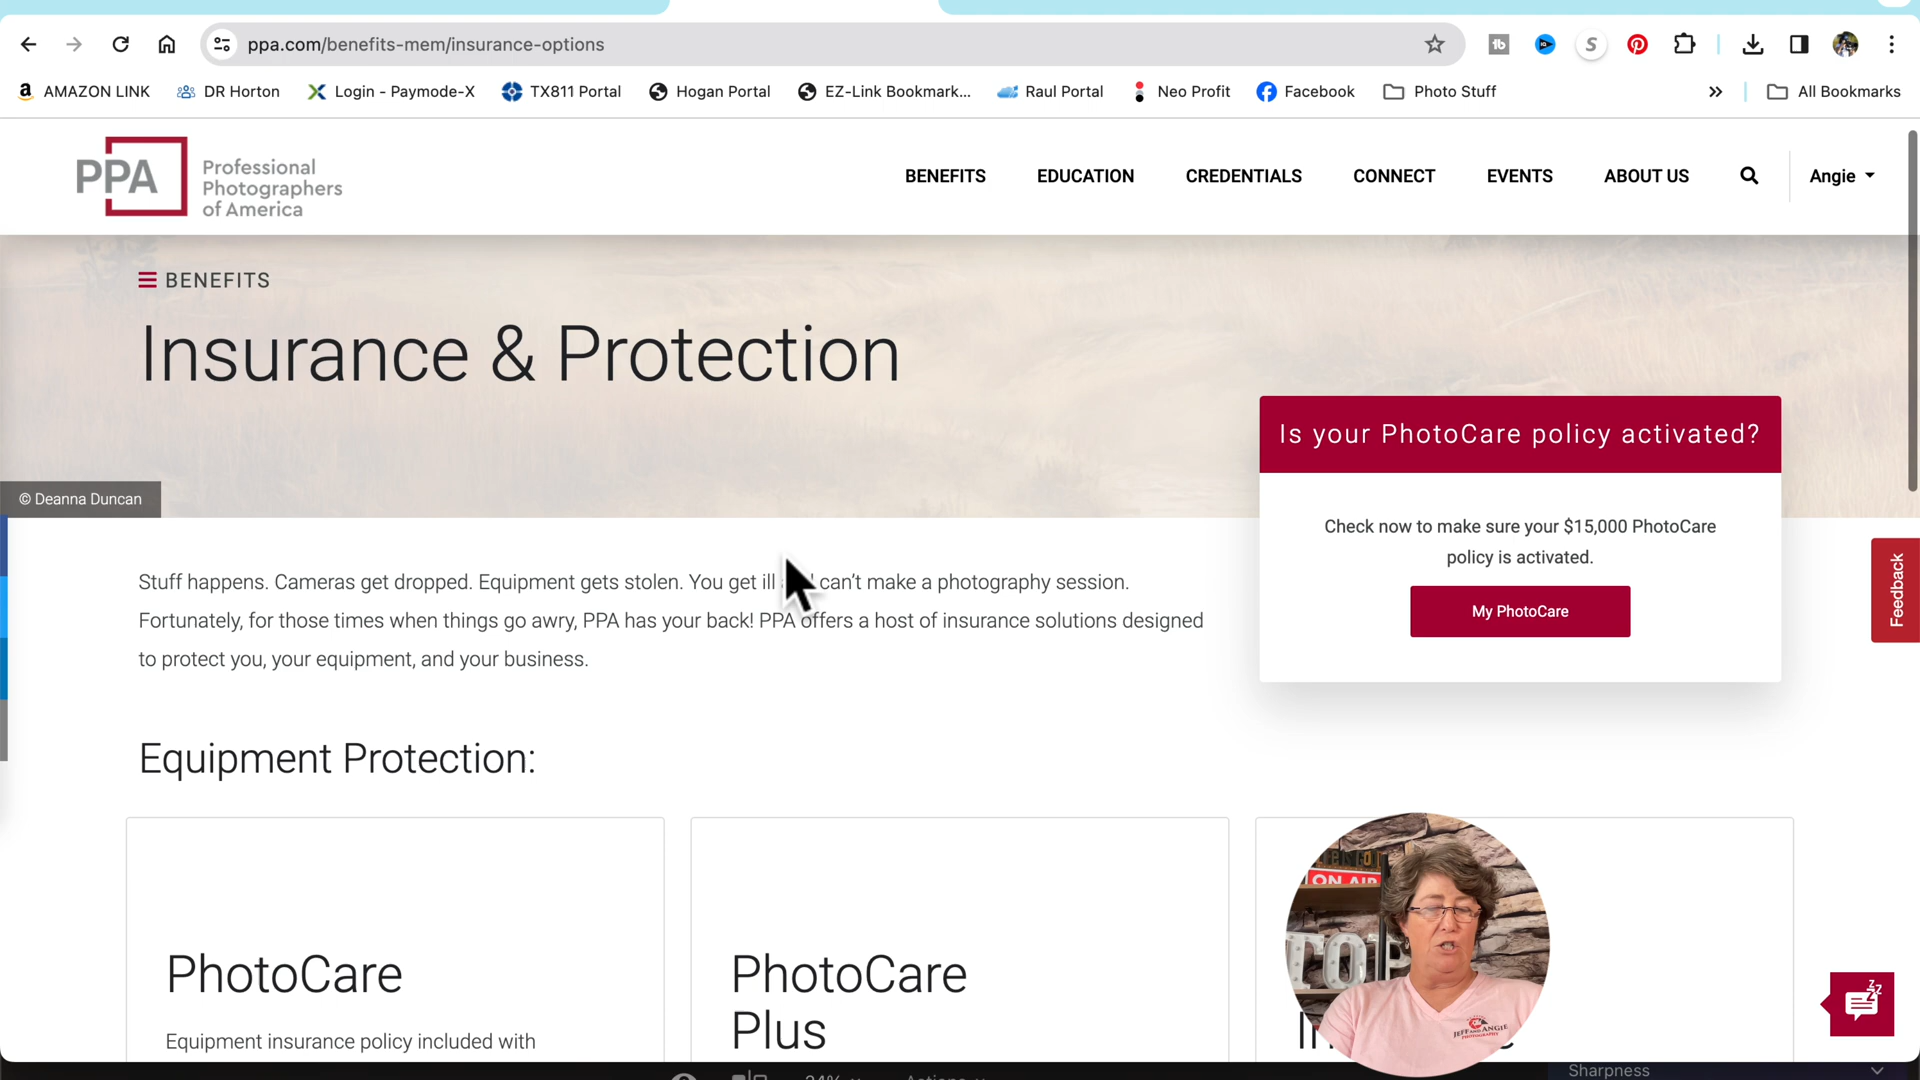 ppa.com/benefits-mem/insurance-options
AMAZON LINK
DR Horton
Login - Paymode-X
TX811 Portal
Hogan Portal
EZ-Link Bookmark...
Raul Portal
Neo Profit
Facebook
Photo Stuff
All Bookmarks
PPA
Professional
Photographers
of America
BENEFITS
EDUCATION
CREDENTIALS
CONNECT
EVENTS
ABOUT US
Angie
BENEFITS
Insurance & Protection
© Deanna Duncan
Is your PhotoCare policy activated?
Check now to make sure your $15,000 PhotoCare
policy is activated.
My PhotoCare
Feedback
Stuff happens. Cameras get dropped. Equipment gets stolen. You get ill can't make a photography session.
Fortunately, for those times when things go awry, PPA has your back! PPA offers a host of insurance solutions designed
to protect you, your equipment, and your business.
Equipment Protection:
PhotoCare
Equipment insurance policy included with
PhotoCare
Plus
ON AIR
JEFF AND ANGIE
PHOTOGRAPHY
Sharpness